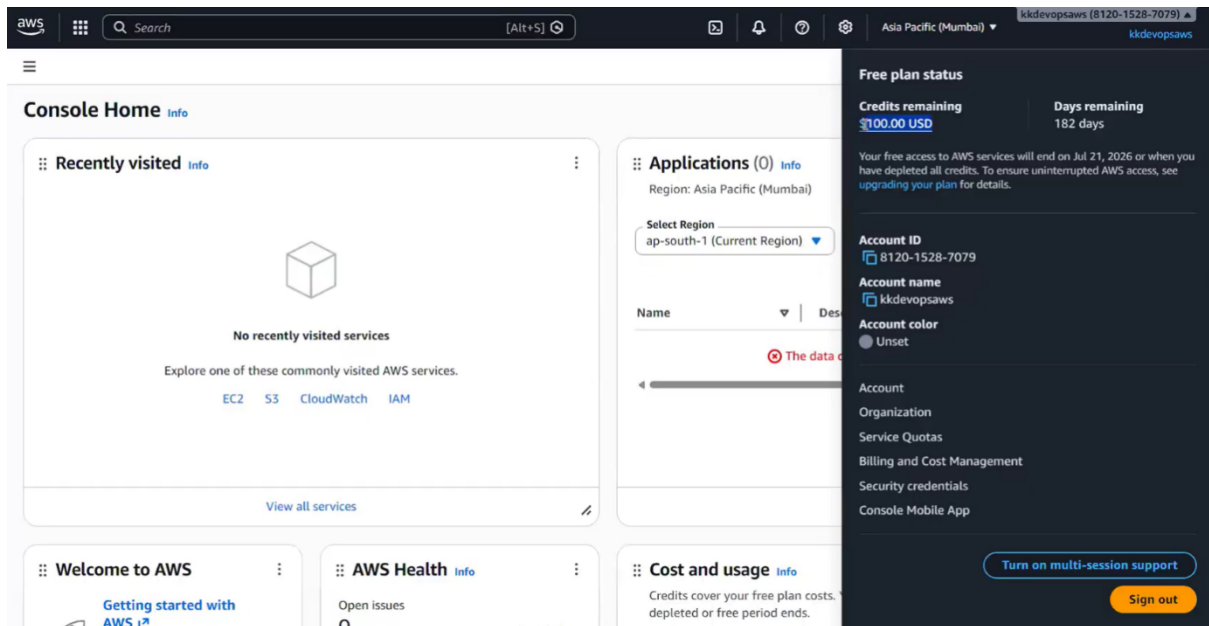 aws
Search
[Alt+S]
Asia Pacific (Mumbai) ▼
kkdevopsaws (8120-1528-7079) ▲
kkdevopsaws
Console Home Info
Recently visited Info
No recently visited services
Explore one of these commonly visited AWS services.
EC2 S3 CloudWatch IAM
View all services
Applications (0) Info
Region: Asia Pacific (Mumbai)
Select Region
ap-south-1 (Current Region) ▼
Name
The data
Free plan status
Credits remaining
$100.00 USD
Days remaining
182 days
Your free access to AWS services will end on Jul 21, 2026 or when you
have depleted all credits. To ensure uninterrupted AWS access, see
upgrading your plan for details.
Account ID
8120-1528-7079
Account name
kkdevopsaws
Account color
Unset
Account
Organization
Service Quotas
Billing and Cost Management
Security credentials
Console Mobile App
Turn on multi-session support
Sign out
Welcome to AWS
Getting started with
AWS
AWS Health Info
Open issues
0
Cost and usage Info
Credits cover your free plan costs.
depleted or free period ends.